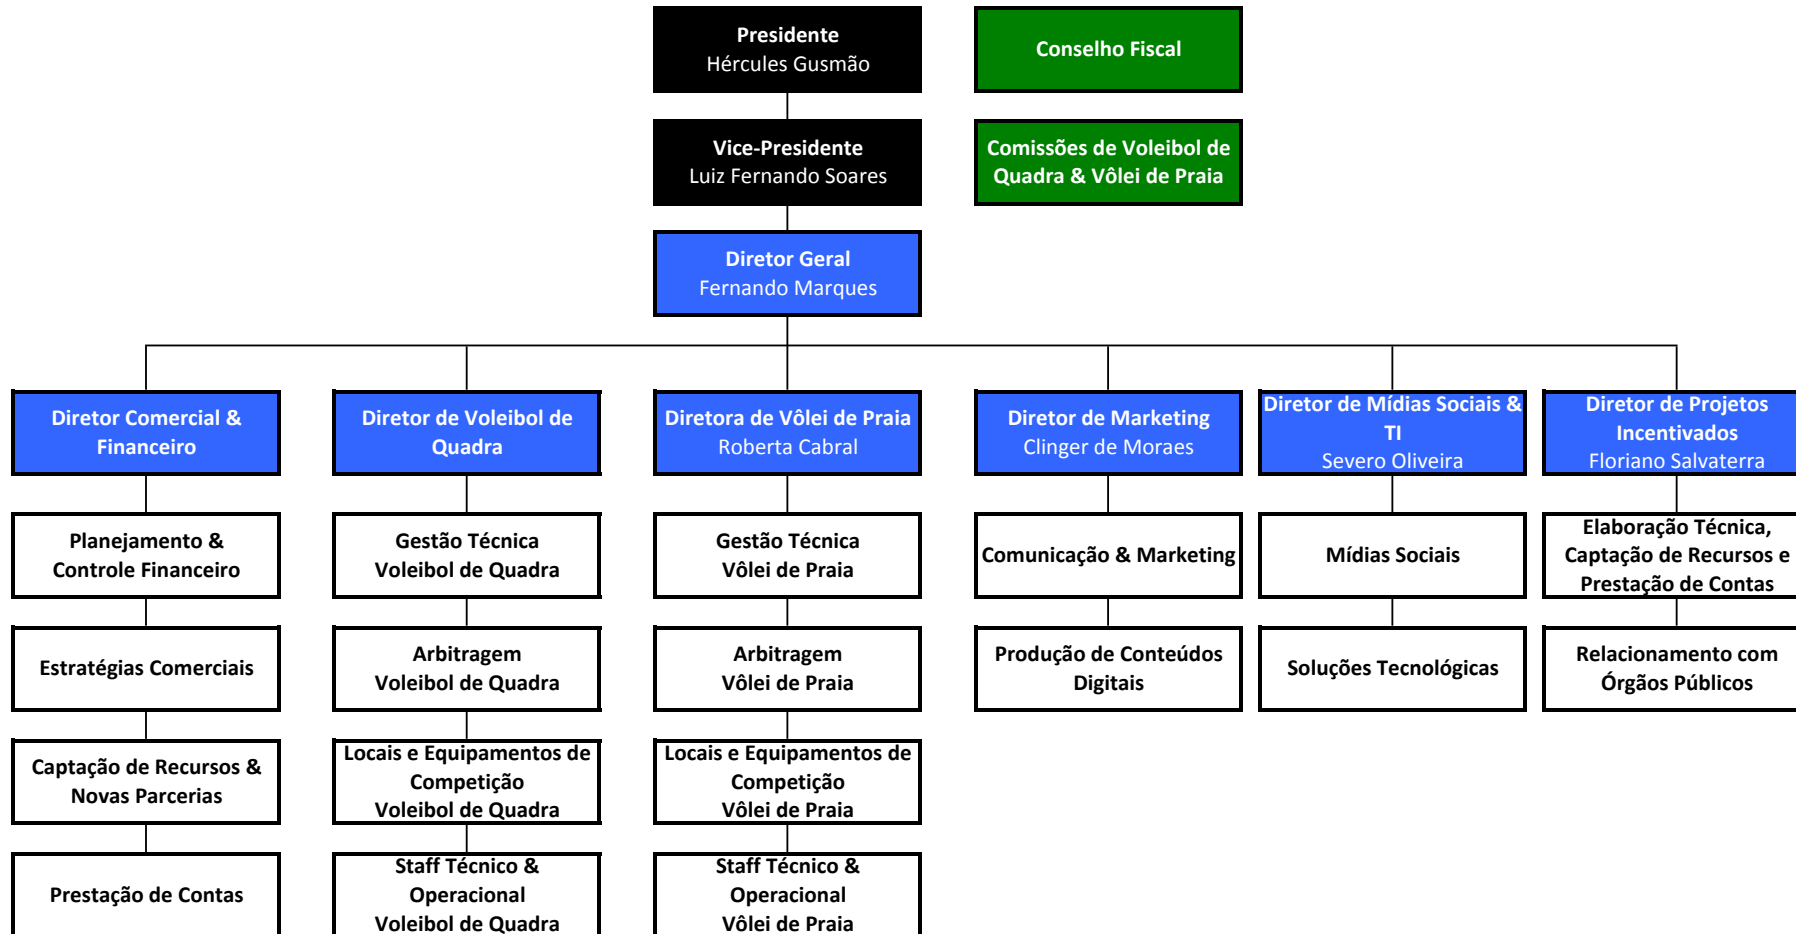 Presidente
Hércules Gusmão
Conselho Fiscal
Vice-Presidente
Luiz Fernando Soares
Comissões de Voleibol de
Quadra & Vôlei de Praia
Diretor Geral
Fernando Marques
Diretor Comercial &
Financeiro
Diretor de Voleibol de
Quadra
Diretora de Vôlei de Praia
Roberta Cabral
Diretor de Marketing
Clinger de Moraes
Diretor de Mídias Sociais &
TI
Severo Oliveira
Diretor de Projetos
Incentivados
Floriano Salvaterra
Planejamento &
Controle Financeiro
Gestão Técnica
Voleibol de Quadra
Gestão Técnica
Vôlei de Praia
Comunicação & Marketing
Mídias Sociais
Elaboração Técnica,
Captação de Recursos e
Prestação de Contas
Estratégias Comerciais
Arbitragem
Voleibol de Quadra
Arbitragem
Vôlei de Praia
Produção de Conteúdos
Digitais
Soluções Tecnológicas
Relacionamento com
Órgãos Públicos
Captação de Recursos &
Novas Parcerias
Locais e Equipamentos de
Competição
Voleibol de Quadra
Locais e Equipamentos de
Competição
Vôlei de Praia
Prestação de Contas
Staff Técnico &
Operacional
Voleibol de Quadra
Staff Técnico &
Operacional
Vôlei de Praia